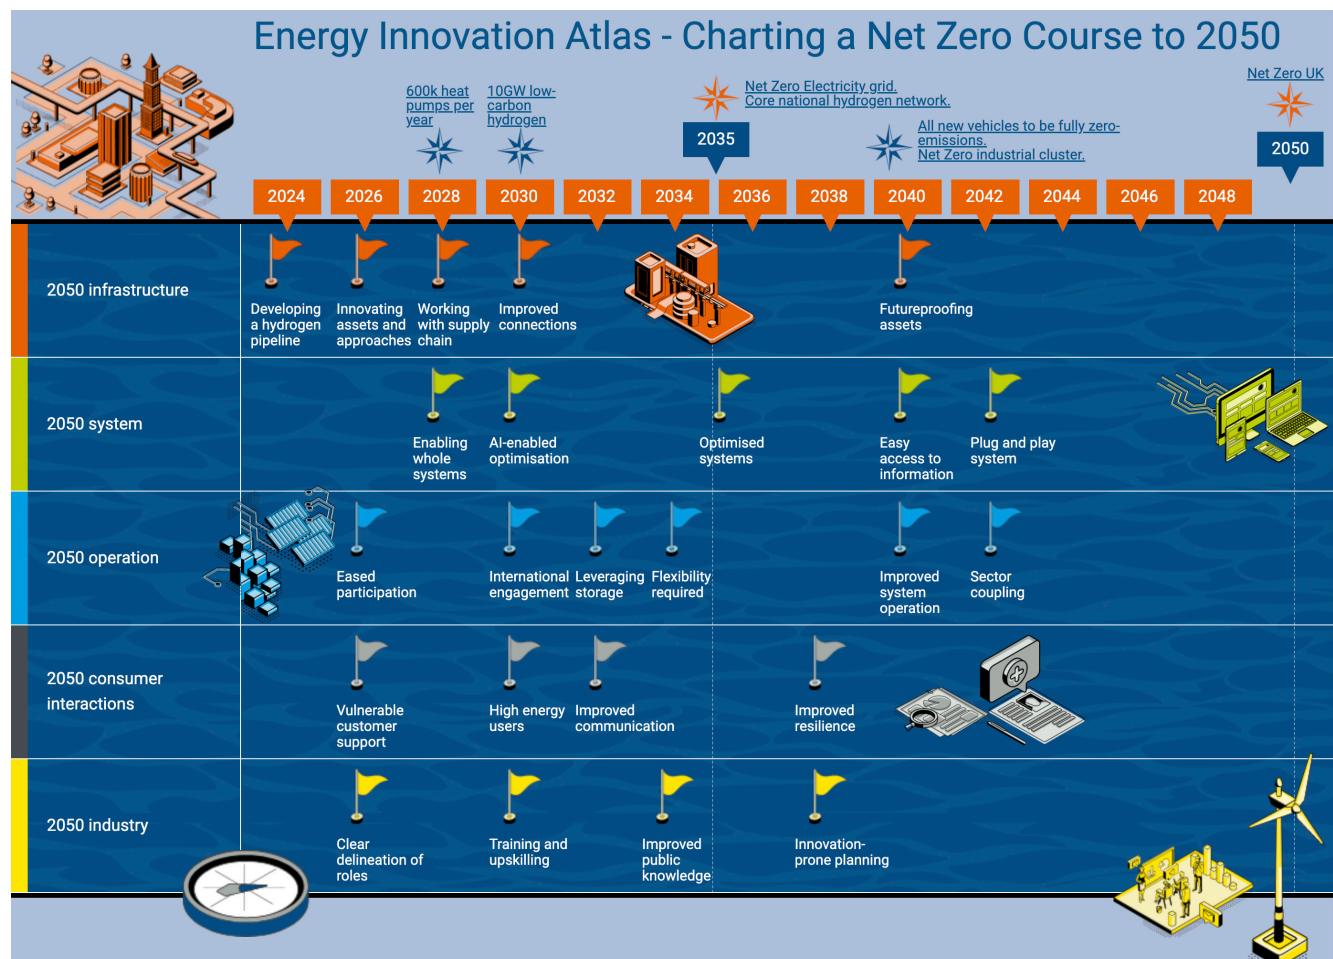 Energy Innovation Atlas - Charting a Net Zero Course to 2050
600k heat
pumps per
year
10GW low-
carbon
hydrogen
Net Zero Electricity grid.
Core national hydrogen network.
All new vehicles to be fully zero-
emissions.
Net Zero industrial cluster.
Net Zero UK
2035
2050
2024
2026
2028
2030
2032
2034
2036
2038
2040
2042
2044
2046
2048
2050 infrastructure
Developing
a hydrogen
pipeline
Innovating
assets and
approaches
Working
with supply
chain
Improved
connections
Futureproofing
assets
2050 system
Enabling
whole
systems
AI-enabled
optimisation
Optimised
systems
Easy
access to
information
Plug and play
system
2050 operation
Eased
participation
International
engagement
Leveraging
storage
Flexibility
required
Improved
system
operation
Sector
coupling
2050 consumer
interactions
Vulnerable
customer
support
High energy
users
Improved
communication
Improved
resilience
2050 industry
Clear
delineation of
roles
Training and
upskilling
Improved
public
knowledge
Innovation-
prone planning